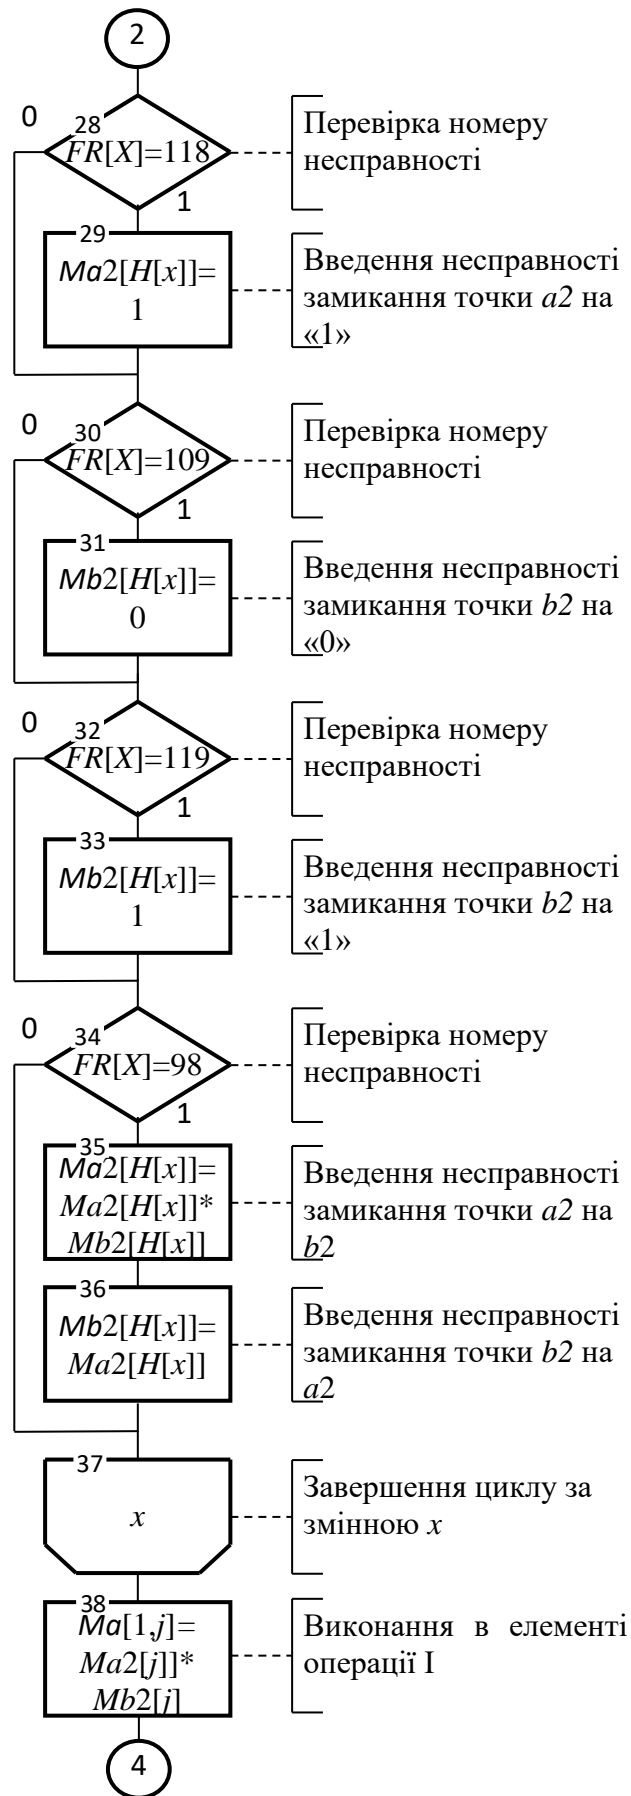 2
0
28
FR[X]=118
1
Перевірка номеру
несправності
29
Ma2[H[x]]=
1
Введення несправності
замикання точки a2 на
«1»
0
30
FR[X]=109
1
Перевірка номеру
несправності
31
Mb2[H[x]]=
0
Введення несправності
замикання точки b2 на
«0»
0
32
FR[X]=119
1
Перевірка номеру
несправності
33
Mb2[H[x]]=
1
Введення несправності
замикання точки b2 на
«1»
0
34
FR[X]=98
1
Перевірка номеру
несправності
35
Ma2[H[x]]=
Ma2[H[x]]*
Mb2[H[x]]
Введення несправності
замикання точки a2 на
b2
36
Mb2[H[x]]=
Ma2[H[x]]
Введення несправності
замикання точки b2 на
a2
37
x
Завершення циклу за
змінною x
38
Ma[1,j]=
Ma2[j]]*
Mb2[j]
Виконання в елементі
операції І
4